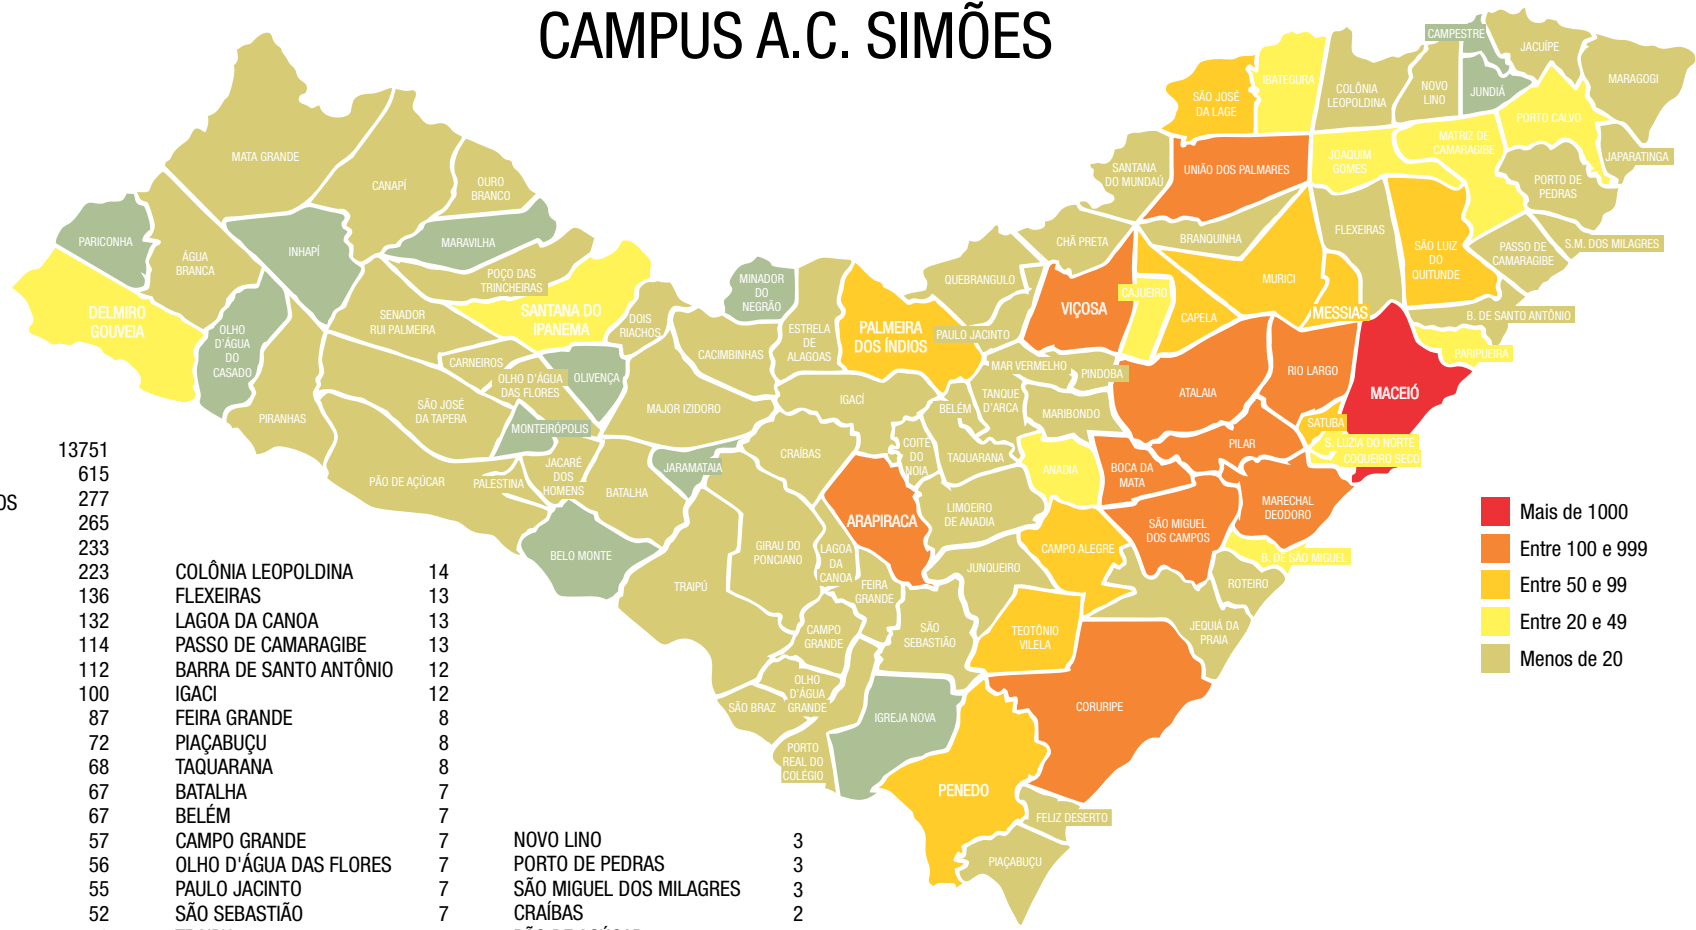 CAMPUS A.C. SIMÕES
CAMPESTRE
JACUÍPE
MARAGOGI
IBATEGURA
COLÔNIA
LEOPOLDINA
NOVO
LINO
JUNDIÁ
SÃO JOSÉ
DA LAGE
PORTO CALVO
MATRIZ DE
CAMARAGIBE
JAPARATINGA
MATA GRANDE
CANAPÍ
OURO
BRANCO
SANTANA
DO MUNDAÚ
UNIÃO DOS PALMARES
JOAQUIM
GOMES
PORTO DE
PEDRAS
PARICONHA
ÁGUA
BRANCA
INHAPÍ
MARAVILHA
CHÃ PRETA
BRANQUINHA
FLEXEIRAS
SÃO LUIZ
DO
QUITUNDE
PASSO DE
CAMARAGIBE
S.M. DOS MILAGRES
POÇO DAS
TRINCHEIRAS
MINADOR
DO
NEGRÃO
QUEBRANGULO
VIÇOSA
CAJUEIRO
MURICI
DELMIRO
GOUVEIA
SENADOR
RUI PALMEIRA
SANTANA DO
IPANEMA
DOIS
RIACHOS
ESTRELA
DE
ALAGOAS
PALMEIRA
DOS ÍNDIOS
PAULO JACINTO
CAPELA
MESSIAS
B. DE SANTO ANTÔNIO
OLHO
D'ÁGUA
DO
CASADO
CARNEIROS
CACIMBINHAS
MAR VERMELHO
PINDOBA
PARIPUEIRA
OLHO D'ÁGUA
DAS FLORES
OLIVENÇA
RIO LARGO
MACEIÓ
PIRANHAS
SÃO JOSÉ
DA TAPERA
MAJOR IZIDORO
IGACÍ
BELÉM
TANQUE
D'ARCA
MARIBONDO
ATALAIA
SATUBA
MONTEIRÓPOLIS
S. LUZIA DO NORTE
COQUEIRO SECO
PILAR
PÃO DE AÇÚCAR
PALESTINA
JACARÉ
DOS
HOMENS
BATALHA
JARAMATAIA
CRAÍBAS
COITÉ
DO
NOIA
TAQUARANA
ANADIA
BOCA DA
MATA
MARECHAL
DEODORO
ARAPIRACA
LIMOEIRO
DE ANADIA
SÃO MIGUEL
DOS CAMPOS
BELO MONTE
GIRAU DO
PONCIANO
LAGOA
DA
CANOA
CAMPO ALEGRE
B. DE SÃO MIGUEL
TRAIPÚ
FEIRA
GRANDE
JUNQUEIRO
ROTEIRO
CAMPO
GRANDE
SÃO
SEBASTIÃO
TEOTÔNIO
VILELA
JEQUIÁ DA
PRAIA
OLHO
D'ÁGUA
GRANDE
SÃO BRAZ
IGREJA NOVA
CORURIPE
PORTO
REAL DO
COLÉGIO
PENEDO
FELIZ DESERTO
PIAÇABUÇU
Mais de 1000
Entre 100 e 999
Entre 50 e 99
Entre 20 e 49
Menos de 20
13751
615
OS 277
265
233
223 COLÔNIA LEOPOLDINA 14
136 FLEXEIRAS 13
132 LAGOA DA CANOA 13
114 PASSO DE CAMARAGIBE 13
112 BARRA DE SANTO ANTÔNIO 12
100 IGACI 12
87 FEIRA GRANDE 8
72 PIAÇABUÇU 8
68 TAQUARANA 8
67 BATALHA 7
67 BELÉM 7
57 CAMPO GRANDE 7 NOVO LINO 3
56 OLHO D'ÁGUA DAS FLORES 7 PORTO DE PEDRAS 3
55 PAULO JACINTO 7 SÃO MIGUEL DOS MILAGRES 3
52 SÃO SEBASTIÃO 7 CRAÍBAS 2